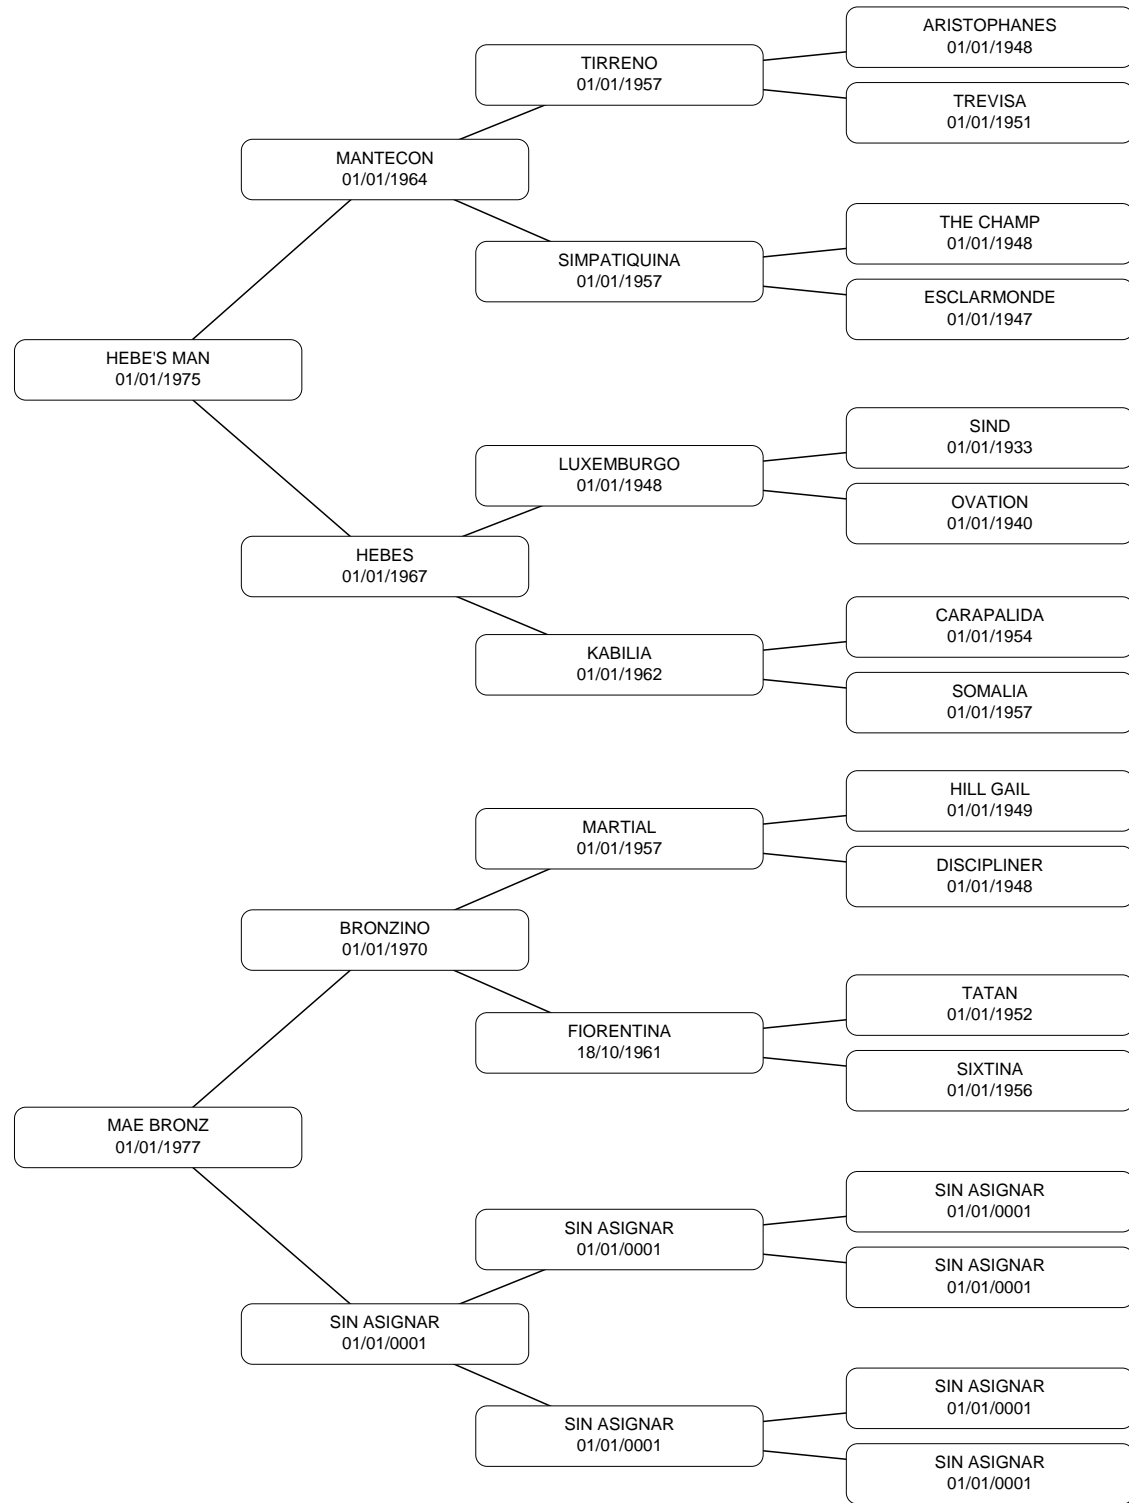 ARISTOPHANES
01/01/1948
TIRRENO
01/01/1957
TREVISA
01/01/1951
MANTECON
01/01/1964
THE CHAMP
01/01/1948
SIMPATIQUINA
01/01/1957
ESCLARMONDE
01/01/1947
HEBE'S MAN
01/01/1975
SIND
01/01/1933
LUXEMBURGO
01/01/1948
OVATION
01/01/1940
HEBES
01/01/1967
CARAPALIDA
01/01/1954
KABILIA
01/01/1962
SOMALIA
01/01/1957
HILL GAIL
01/01/1949
MARTIAL
01/01/1957
DISCIPLINER
01/01/1948
BRONZINO
01/01/1970
TATAN
01/01/1952
FIORENTINA
18/10/1961
SIXTINA
01/01/1956
MAE BRONZ
01/01/1977
SIN ASIGNAR
01/01/0001
SIN ASIGNAR
01/01/0001
SIN ASIGNAR
01/01/0001
SIN ASIGNAR
01/01/0001
SIN ASIGNAR
01/01/0001
SIN ASIGNAR
01/01/0001
SIN ASIGNAR
01/01/0001